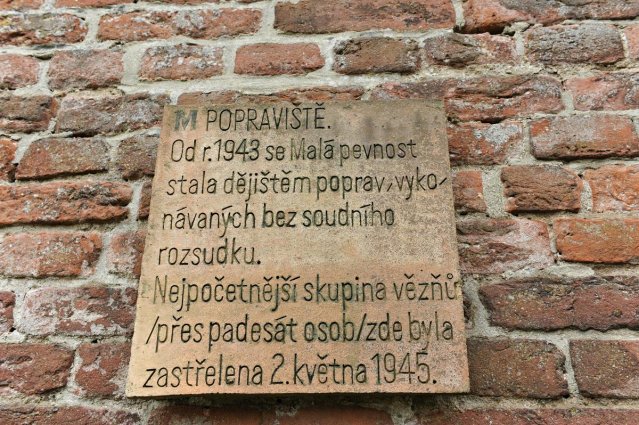 M POPRAVIŠTĚ.
Od r.1943 se Malá pevnost
stala dějištěm poprav, vyko-
návaných bez soudního
rozsudku.
Nejpočetnější skupina vězňů
/přes padesát osob/zde byla
zastřelena 2.května 1945.